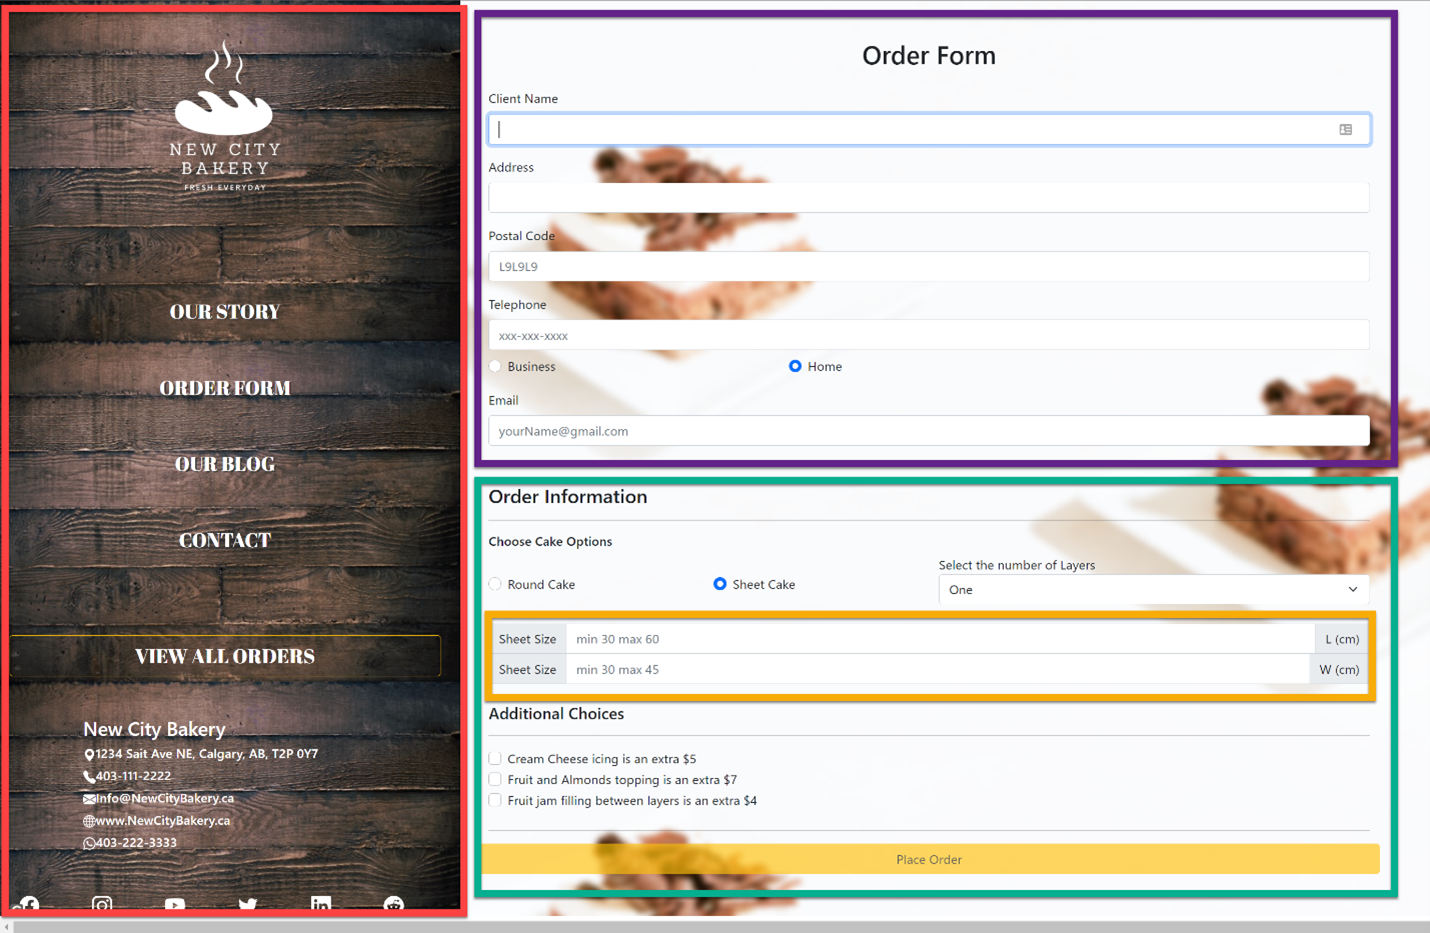 NEW CITY
BAKERY
FRESH EVERYDAY
OUR STORY
ORDER FORM
OUR BLOG
CONTACT
VIEW ALL ORDERS
New City Bakery
1234 Sait Ave NE, Calgary, AB, T2P 0Y7
403-111-2222
Info@NewCityBakery.ca
www.NewCityBakery.ca
403-222-3333
Order Form
Client Name
Address
Postal Code
L9L9L9
Telephone
xxx-xxx-xxxx
Business Home
Email
yourName@gmail.com
Order Information
Choose Cake Options
Select the number of Layers
Round Cake Sheet Cake One
Sheet Size min 30 max 60 L (cm)
Sheet Size min 30 max 45 W (cm)
Additional Choices
Cream Cheese icing is an extra $5
Fruit and Almonds topping is an extra $7
Fruit jam filling between layers is an extra $4
Place Order